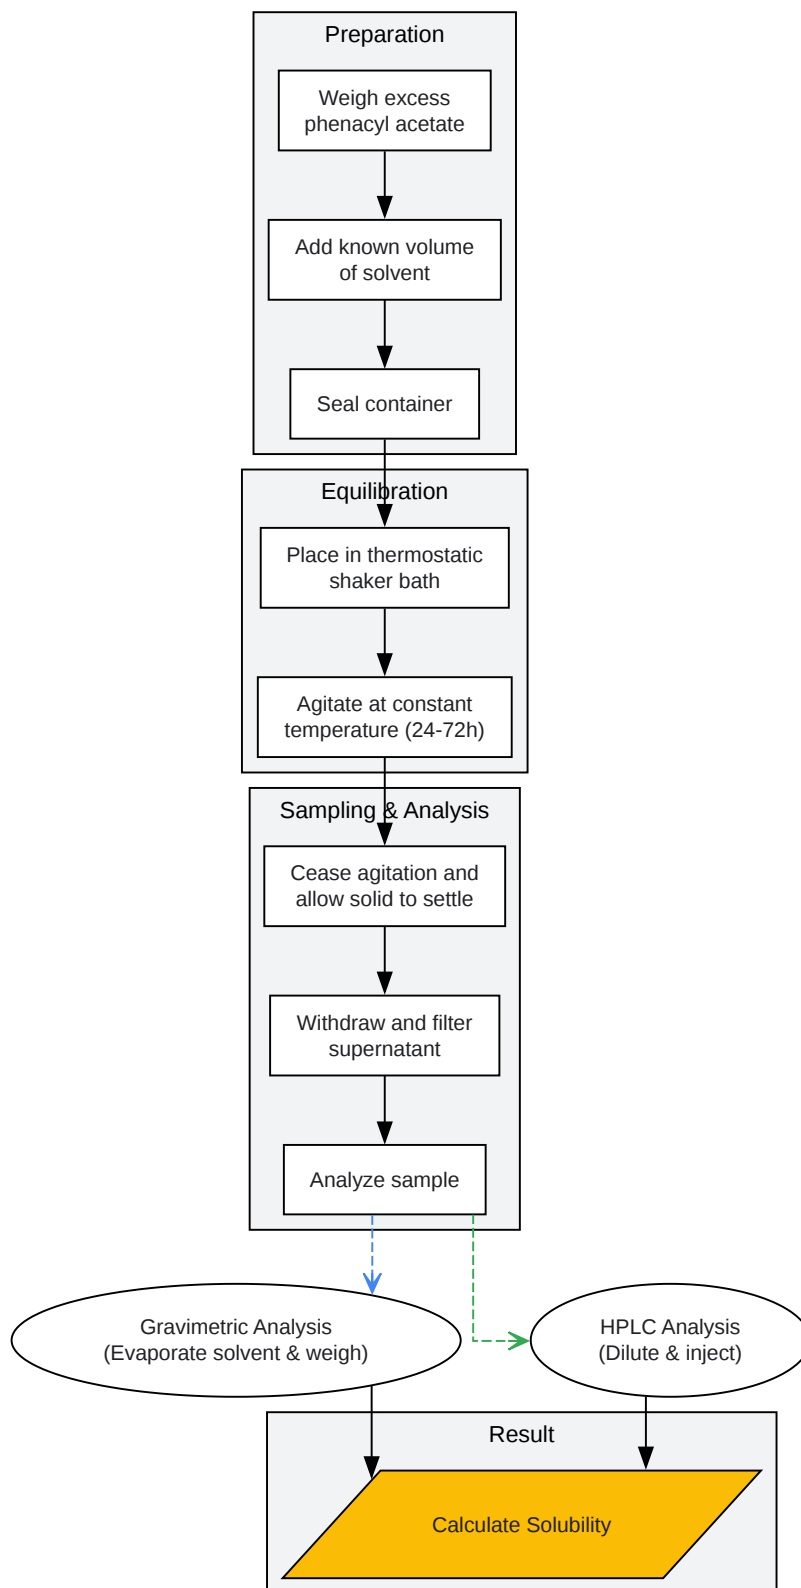 Preparation
Weigh excess
phenacyl acetate
Add known volume
of solvent
Seal container
Equilibration
Place in thermostatic
shaker bath
Agitate at constant
temperature (24-72h)
Sampling & Analysis
Cease agitation and
allow solid to settle
Withdraw and filter
supernatant
Analyze sample
Gravimetric Analysis
(Evaporate solvent & weigh)
HPLC Analysis
(Dilute & inject)
Result
Calculate Solubility